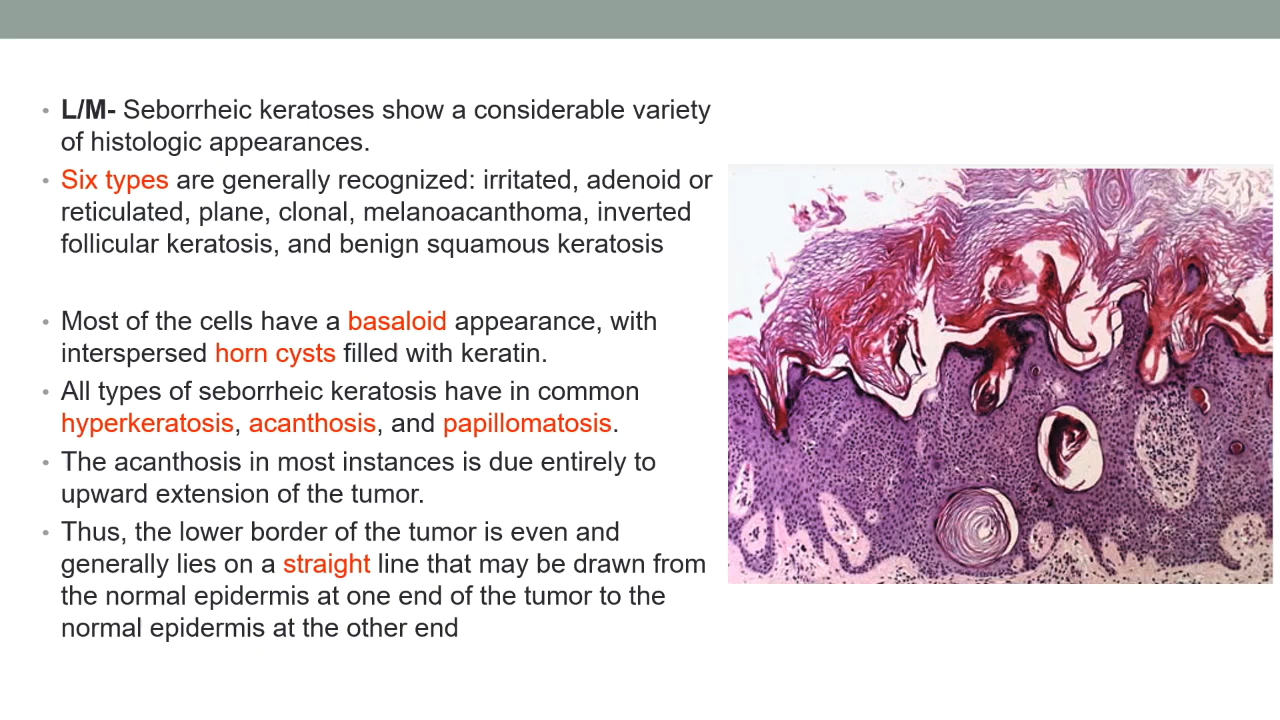 L/M- Seborrheic keratoses show a considerable variety
of histologic appearances.
Six types are generally recognized: irritated, adenoid or
reticulated, plane, clonal, melanoacanthoma, inverted
follicular keratosis, and benign squamous keratosis
Most of the cells have a basaloid appearance, with
interspersed horn cysts filled with keratin.
All types of seborrheic keratosis have in common
hyperkeratosis, acanthosis, and papillomatosis.
The acanthosis in most instances is due entirely to
upward extension of the tumor.
Thus, the lower border of the tumor is even and
generally lies on a straight line that may be drawn from
the normal epidermis at one end of the tumor to the
normal epidermis at the other end